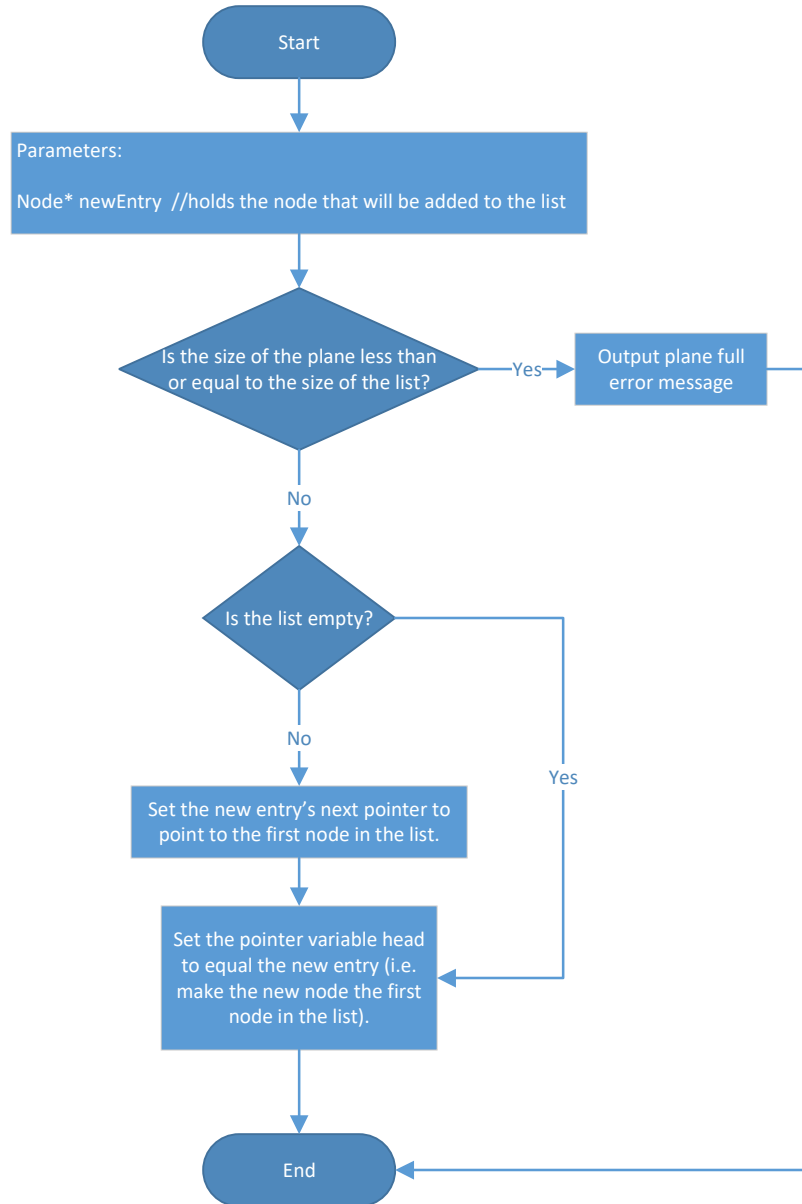 Start
Parameters:
Node* newEntry  //holds the node that will be added to the list
Is the size of the plane less than
or equal to the size of the list?
Yes
Output plane full
error message
No
Is the list empty?
No
Yes
Set the new entry’s next pointer to
point to the first node in the list.
Set the pointer variable head
to equal the new entry (i.e.
make the new node the first
node in the list).
End